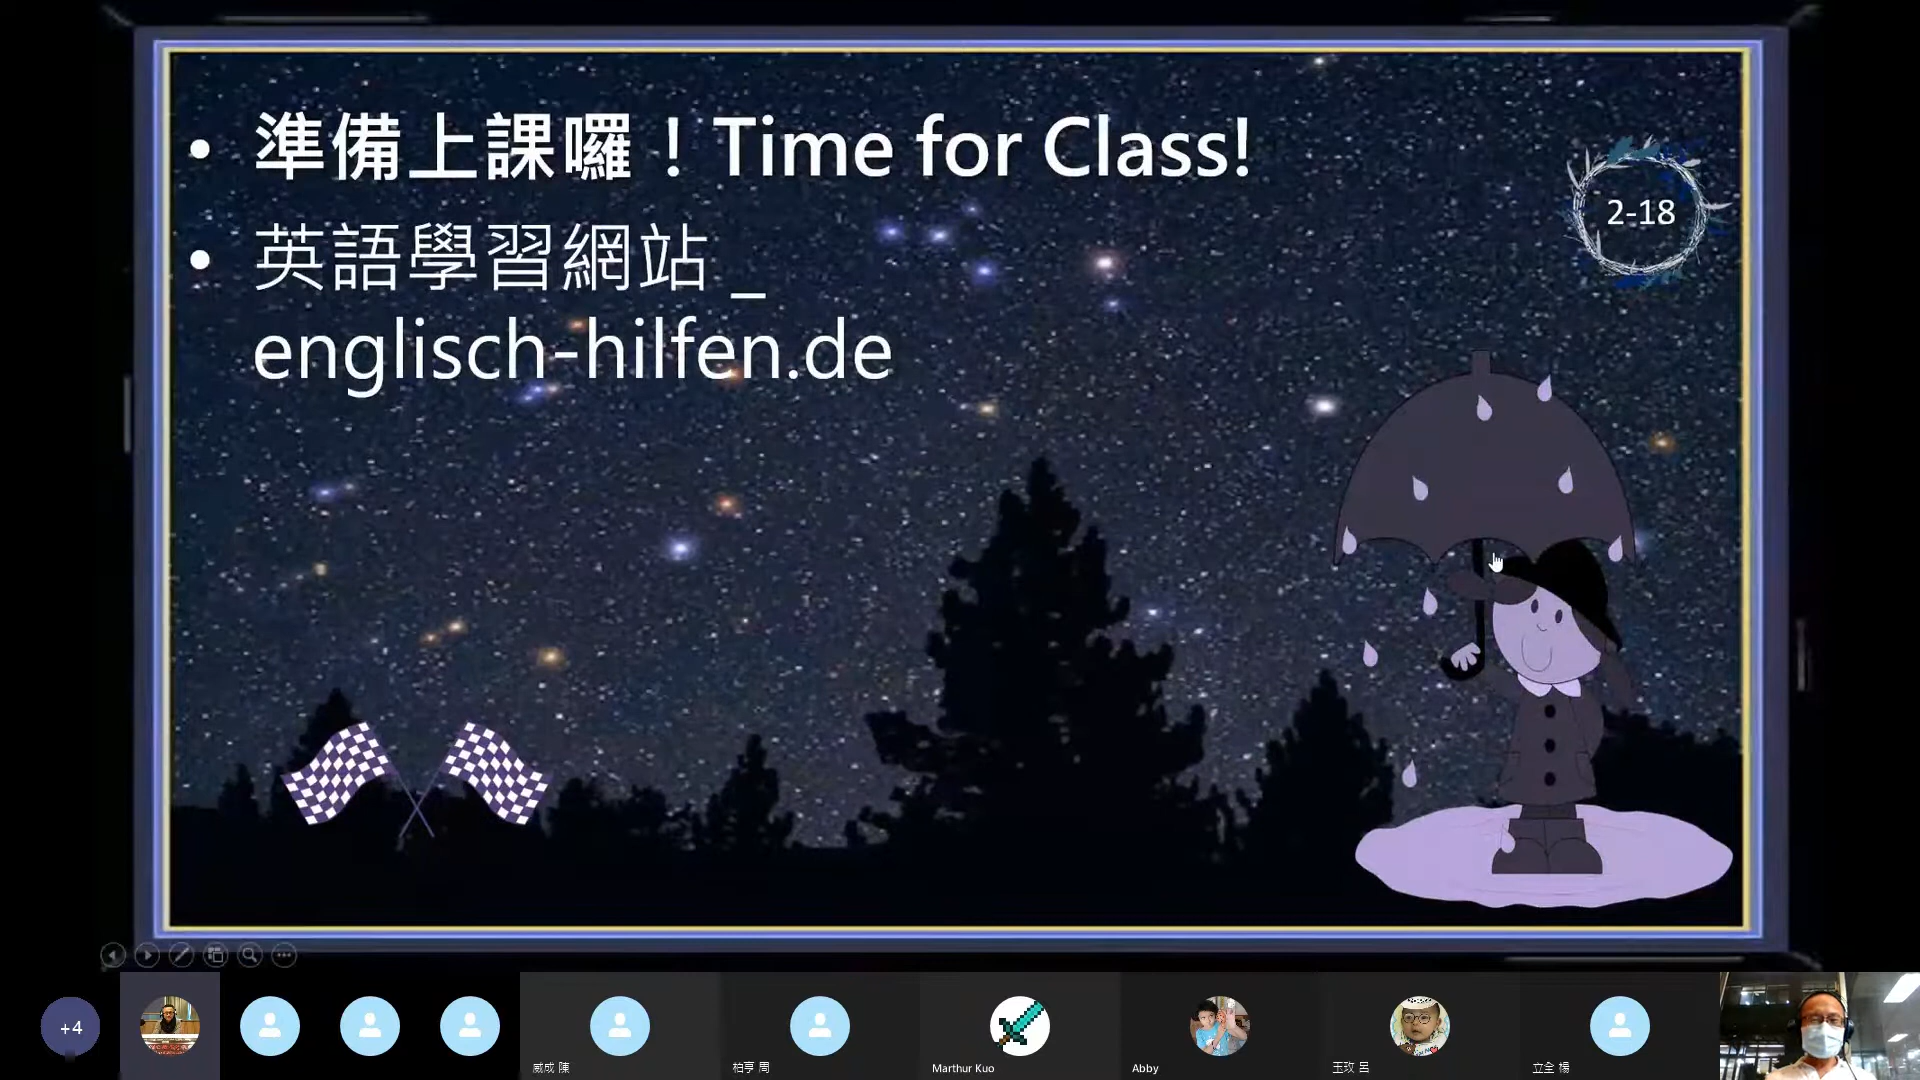 準備上課囉！Time for Class!
英語學習網站 _
englisch-hilfen.de
2-18
+4
威成 陳
柏亨 周
Marthur Kuo
Abby
玉玫 呂
立全 楊